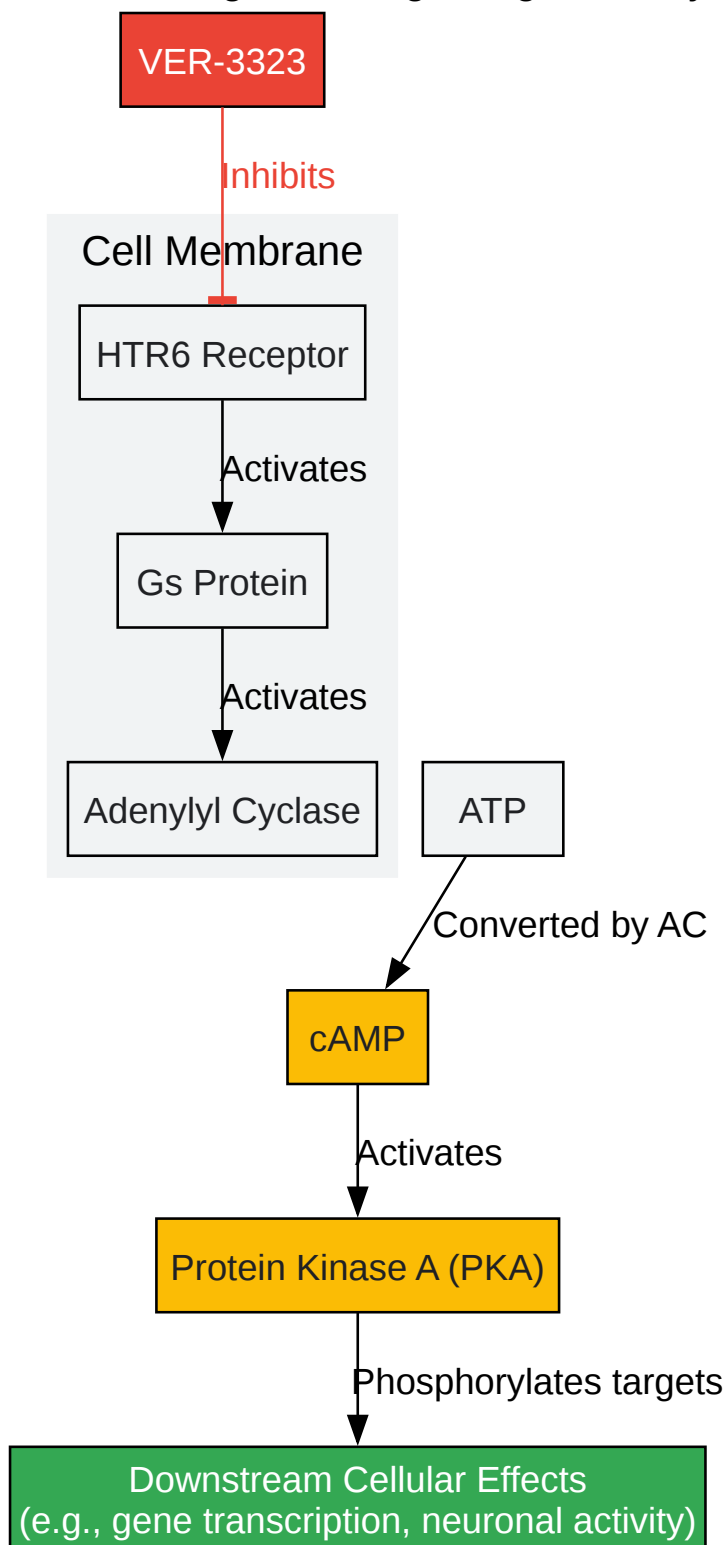 VER-3323
Inhibits
Cell Membrane
HTR6 Receptor
Activates
Gs Protein
Activates
Adenylyl Cyclase
ATP
Converted by AC
cAMP
Activates
Protein Kinase A (PKA)
Phosphorylates targets
Downstream Cellular Effects
(e.g., gene transcription, neuronal activity)